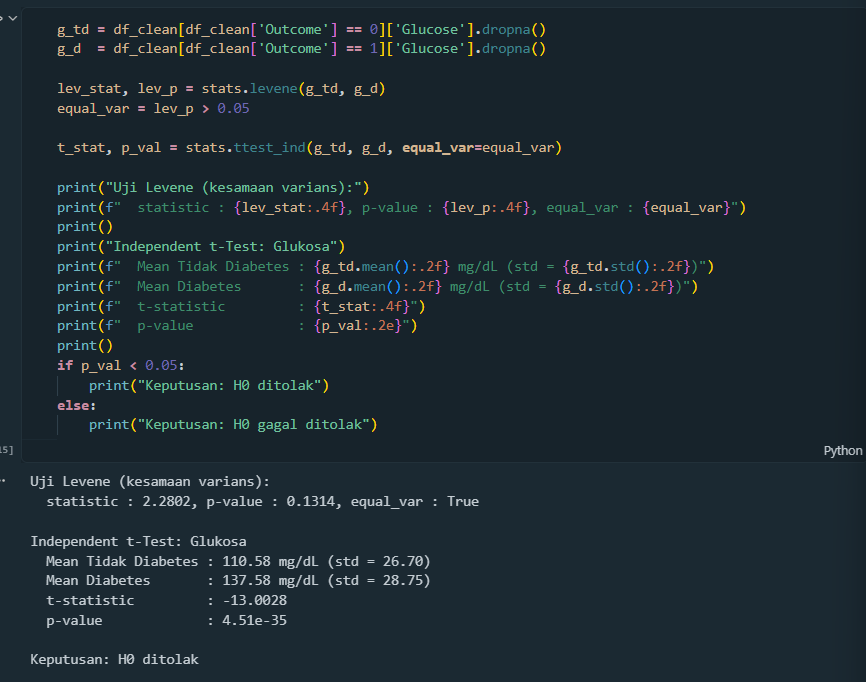 g_td = df_clean[df_clean['Outcome'] == 0]['Glucose'].dropna()
g_d  = df_clean[df_clean['Outcome'] == 1]['Glucose'].dropna()

lev_stat, lev_p = stats.levene(g_td, g_d)
equal_var = lev_p > 0.05

t_stat, p_val = stats.ttest_ind(g_td, g_d, equal_var=equal_var)

print("Uji Levene (kesamaan varians):")
print(f"  statistic : {lev_stat:.4f}, p-value : {lev_p:.4f}, equal_var : {equal_var}")
print()
print("Independent t-Test: Glukosa")
print(f"  Mean Tidak Diabetes : {g_td.mean():.2f} mg/dL (std = {g_td.std():.2f})")
print(f"  Mean Diabetes       : {g_d.mean():.2f} mg/dL (std = {g_d.std():.2f})")
print(f"  t-statistic         : {t_stat:.4f}")
print(f"  p-value             : {p_val:.2e}")
print()
if p_val < 0.05:
    print("Keputusan: H0 ditolak")
else:
    print("Keputusan: H0 gagal ditolak")
5]
Python
Uji Levene (kesamaan varians):
  statistic : 2.2802, p-value : 0.1314, equal_var : True

Independent t-Test: Glukosa
  Mean Tidak Diabetes : 110.58 mg/dL (std = 26.70)
  Mean Diabetes       : 137.58 mg/dL (std = 28.75)
  t-statistic         : -13.0028
  p-value             : 4.51e-35

Keputusan: H0 ditolak